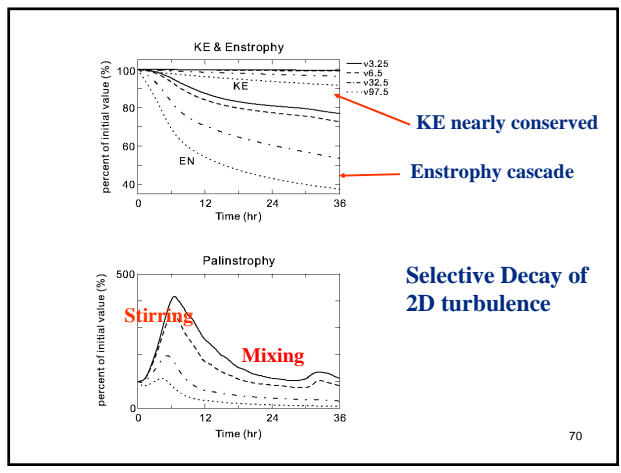 KE & Enstrophy
percent of initial value (%)
100
80
60
40
KE
EN
v3.25
v6.5
v32.5
v97.5
0 12 24 36
Time (hr)
KE nearly conserved
Enstrophy cascade
Palinstrophy
percent of initial value (%)
500
0
Stirring
Mixing
0 12 24 36
Time (hr)
Selective Decay of
2D turbulence
70